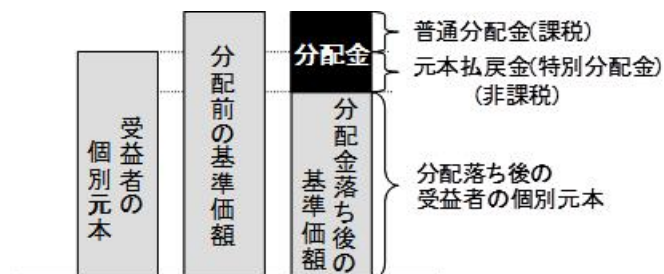 受益者の
個別元本
分配前の基準価額
分配金
分配金落ち後の
基準価額
普通分配金(課税)
元本払戻金(特別分配金)
(非課税)
分配落ち後の
受益者の個別元本